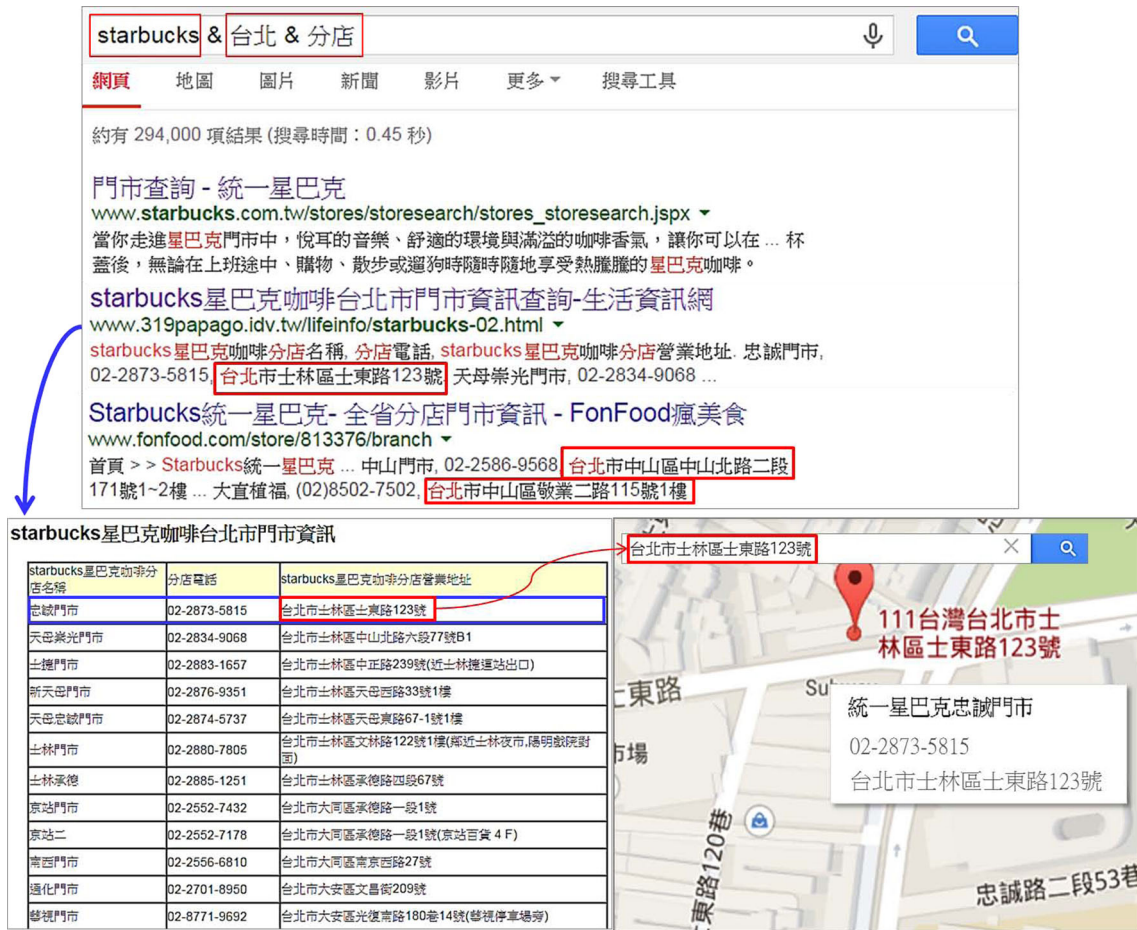 starbucks & 台北 & 分店
網頁 地圖 圖片 新聞 影片 更多 搜尋工具
約有 294,000 項結果 (搜尋時間：0.45 秒)
門市查詢 - 統一星巴克
www.starbucks.com.tw/stores/storesearch/stores_storesearch.jspx
當你走進星巴克門市中，悅耳的音樂、舒適的環境與滿溢的咖啡香氣，讓你可以在 ... 杯
蓋後，無論在上班途中、購物、散步或遛狗時隨時隨地享受熱騰騰的星巴克咖啡。
starbucks星巴克咖啡台北市門市資訊查詢-生活資訊網
www.319papago.idv.tw/lifeinfo/starbucks-02.html
starbucks星巴克咖啡分店名稱, 分店電話, starbucks星巴克咖啡分店營業地址. 忠誠門市,
02-2873-5815, 台北市士林區士東路123號. 天母崇光門市, 02-2834-9068 ...
Starbucks統一星巴克- 全省分店門市資訊 - FonFood瘋美食
www.fonfood.com/store/813376/branch
首頁 > > Starbucks統一星巴克 ... 中山門市, 02-2586-9568, 台北市中山區中山北路二段
171號1~2樓 ... 大直植福, (02)8502-7502, 台北市中山區敬業二路115號1樓
starbucks星巴克咖啡台北市門市資訊
starbucks星巴克咖啡分
店名稱 分店電話 starbucks星巴克咖啡分店營業地址
忠誠門市 02-2873-5815 台北市士林區士東路123號
天母崇光門市 02-2834-9068 台北市士林區中山北路六段77號B1
士捷門市 02-2883-1657 台北市士林區中正路239號(近士林捷運站出口)
新天母門市 02-2876-9351 台北市士林區天母西路33號1樓
天母忠誠門市 02-2874-5737 台北市士林區天母東路67-1號1樓
士林門市 02-2880-7805 台北市士林區文林路122號1樓(鄰近士林夜市,陽明戲院對
面)
士林承德 02-2885-1251 台北市士林區承德路四段67號
京站門市 02-2552-7432 台北市大同區承德路一段1號
京站二 02-2552-7178 台北市大同區承德路一段1號(京站百貨 4 F)
南西門市 02-2556-6810 台北市大同區南京西路27號
通化門市 02-2701-8950 台北市大安區文昌街209號
藝視門市 02-8771-9692 台北市大安區光復南路180巷14號(藝視停車場旁)
台北市士林區士東路123號
111台灣台北市士
林區士東路123號
士東路
統一星巴克忠誠門市
02-2873-5815
台北市士林區士東路123號
市場
東路120巷
忠誠路二段53巷